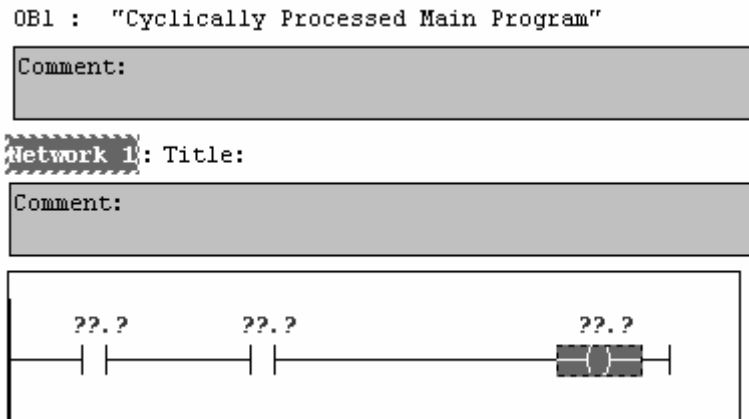 OB1 : "Cyclically Processed Main Program"
Comment:
Network 1: Title:
Comment:
??.? ??.? ??.?